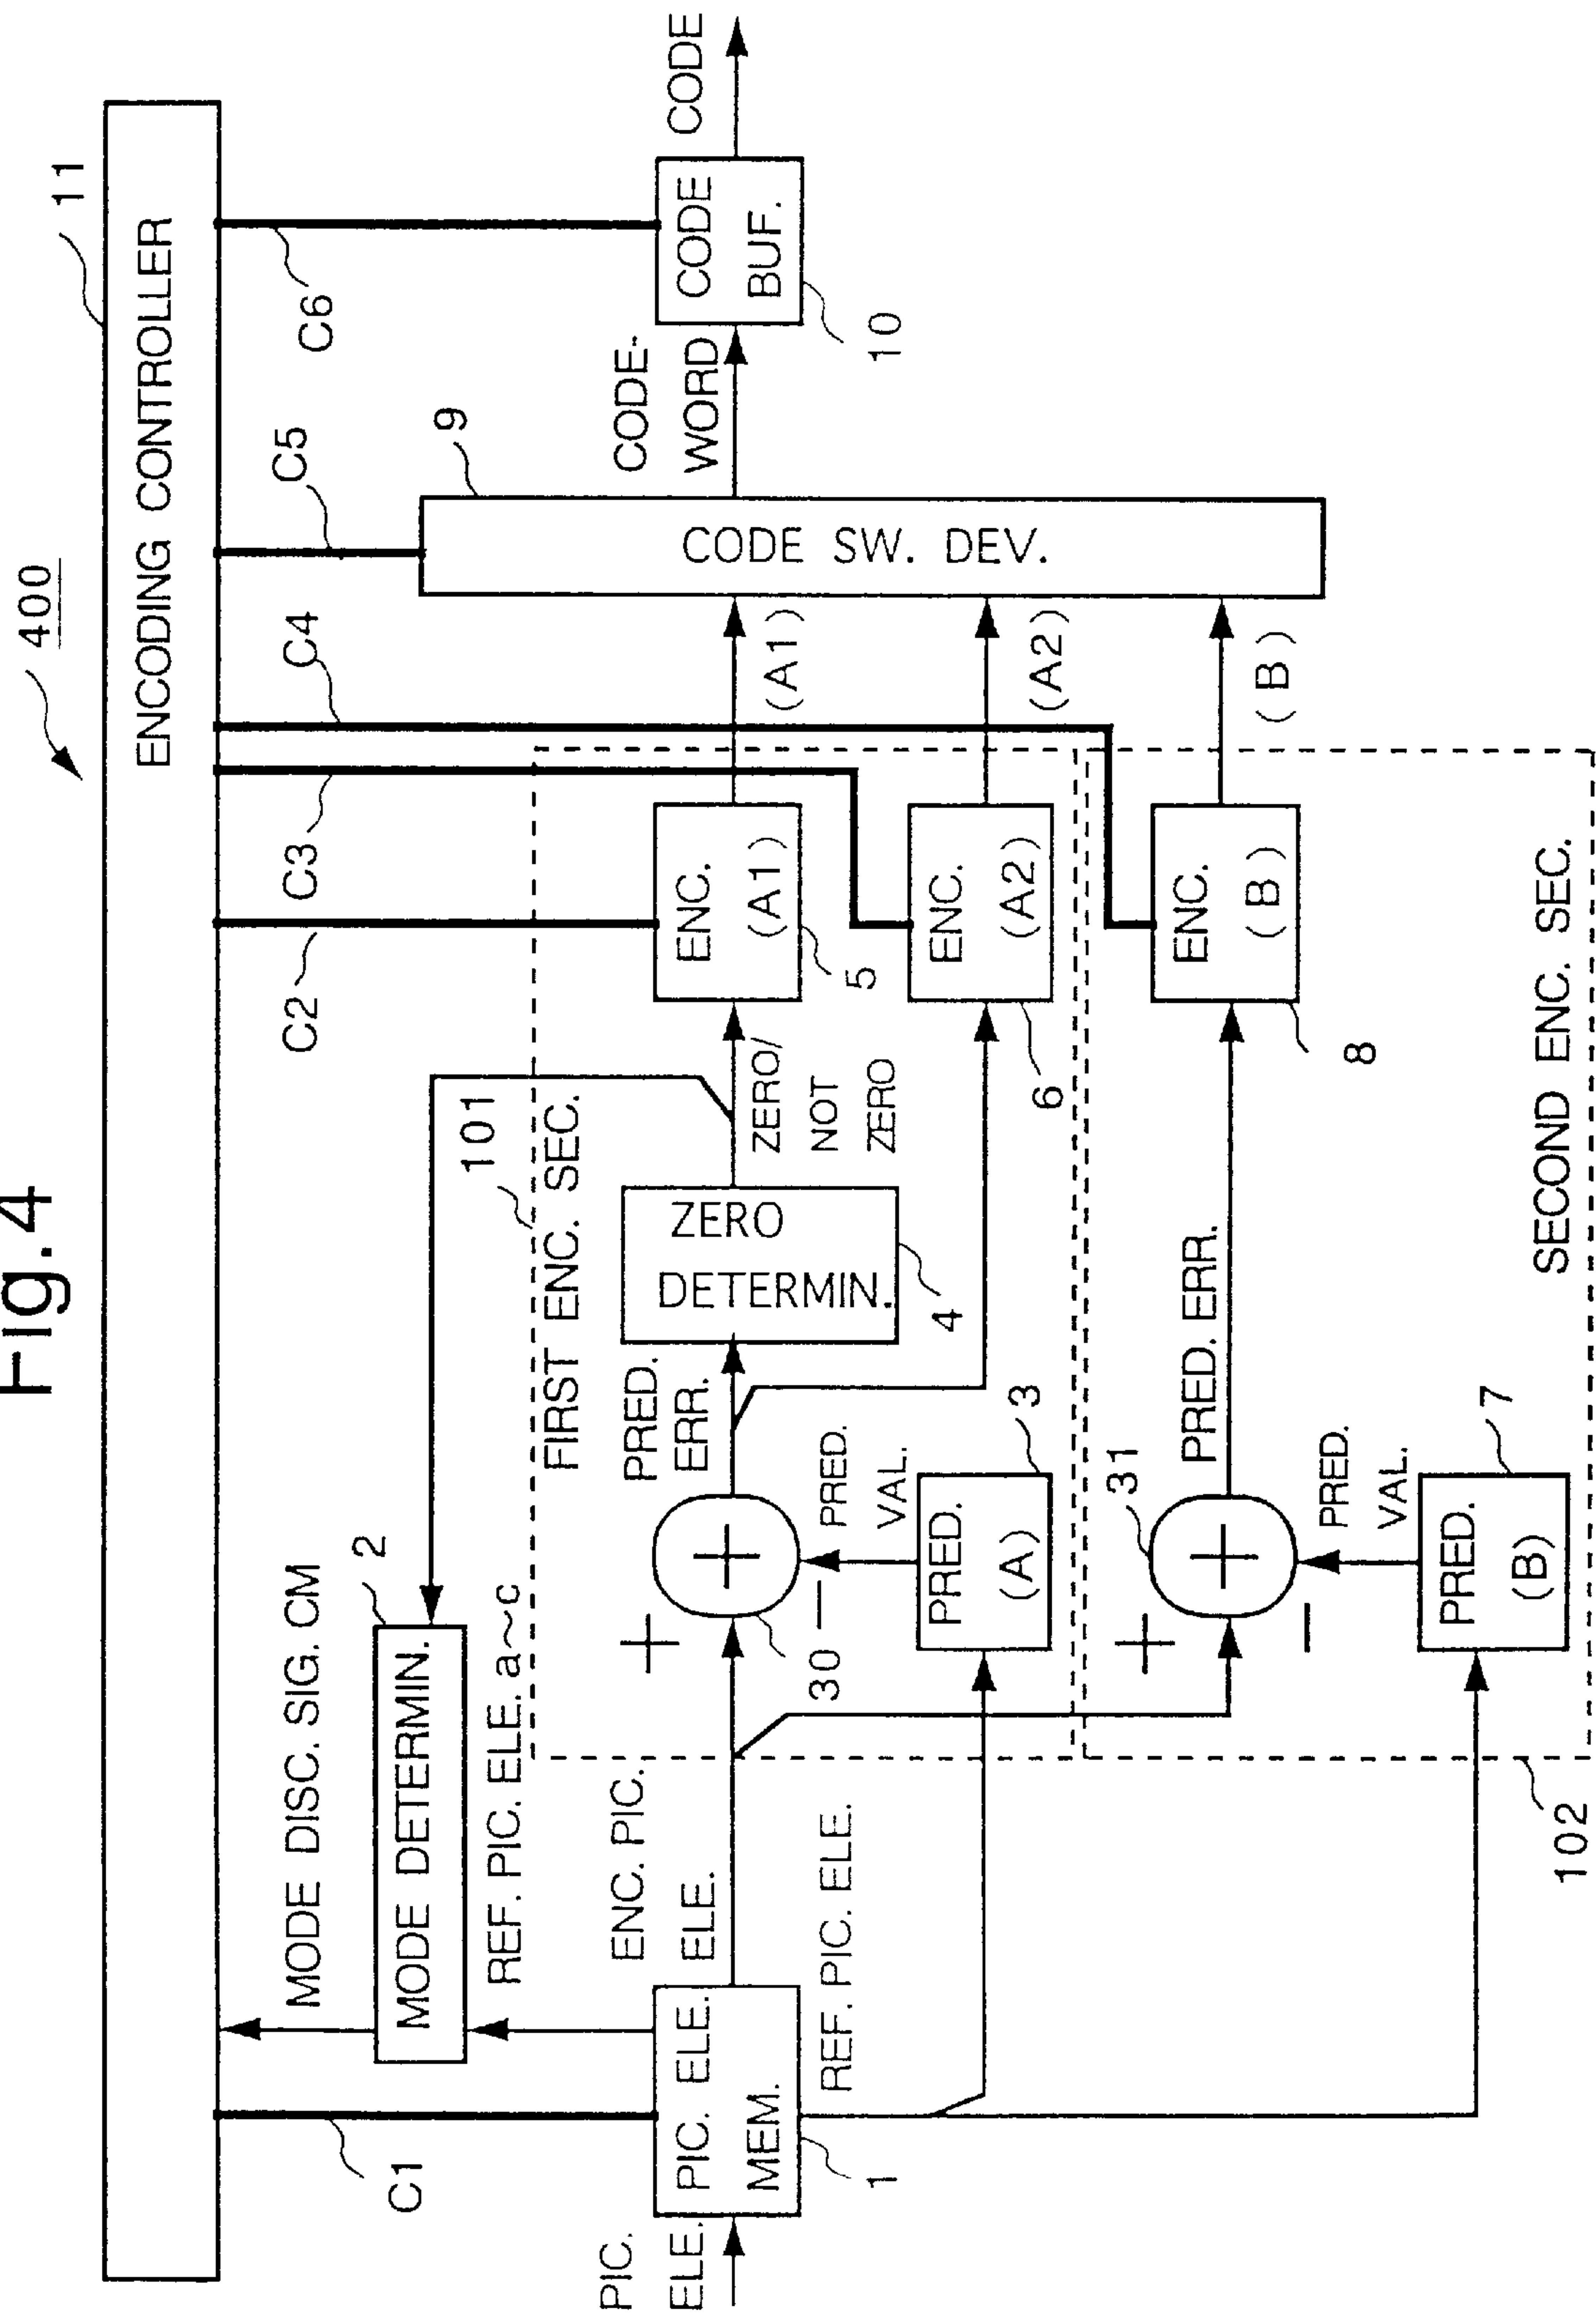 Fig.4
400
11
ENCODING CONTROLLER
C1
MODE DISC. SIG. CM
C2
C3
C4
C5
C6
2
MODE DETERMIN.
REF. PIC. ELE. a~c
101
FIRST ENC. SEC.
9
CODE SW. DEV.
PIC.
ELE.
PIC. ELE.
MEM.
1
ENC. PIC.
ELE.
REF. PIC. ELE.
+
+
30
−
PRED.
ERR.
PRED.
VAL.
PRED.
(A)
3
ZERO
DETERMIN.
4
ZERO/
NOT
ZERO
ENC.
(A1)
5
(A1)
ENC.
(A2)
6
(A2)
CODE-
WORD
CODE
BUF.
10
CODE
+
+
31
−
PRED. ERR.
PRED.
VAL.
PRED.
(B)
7
ENC.
(B)
8
(B)
102
SECOND ENC. SEC.